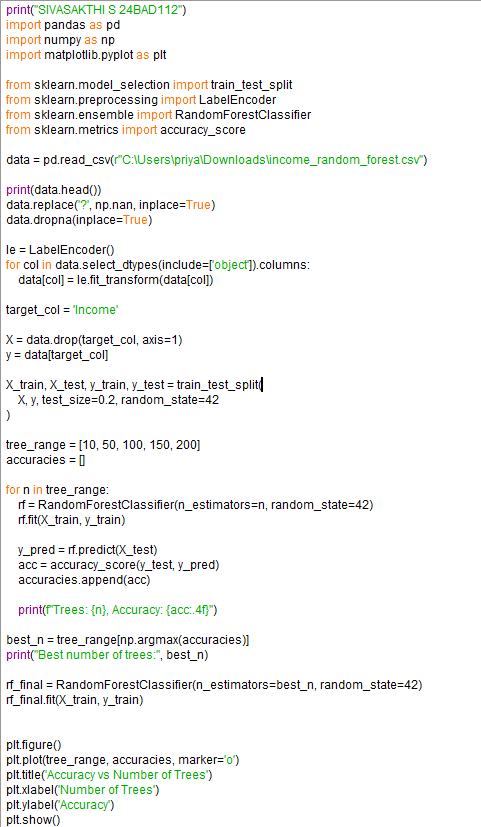 print("SIVASAKTHI S 24BAD112")
import pandas as pd
import numpy as np
import matplotlib.pyplot as plt

from sklearn.model_selection import train_test_split
from sklearn.preprocessing import LabelEncoder
from sklearn.ensemble import RandomForestClassifier
from sklearn.metrics import accuracy_score

data = pd.read_csv(r"C:\Users\priya\Downloads\income_random_forest.csv")

print(data.head())
data.replace('?', np.nan, inplace=True)
data.dropna(inplace=True)

le = LabelEncoder()
for col in data.select_dtypes(include=['object']).columns:
    data[col] = le.fit_transform(data[col])

target_col = 'Income'

X = data.drop(target_col, axis=1)
y = data[target_col]

X_train, X_test, y_train, y_test = train_test_split(
    X, y, test_size=0.2, random_state=42
)

tree_range = [10, 50, 100, 150, 200]
accuracies = []

for n in tree_range:
    rf = RandomForestClassifier(n_estimators=n, random_state=42)
    rf.fit(X_train, y_train)

    y_pred = rf.predict(X_test)
    acc = accuracy_score(y_test, y_pred)
    accuracies.append(acc)

    print(f"Trees: {n}, Accuracy: {acc:.4f}")

best_n = tree_range[np.argmax(accuracies)]
print("Best number of trees:", best_n)

rf_final = RandomForestClassifier(n_estimators=best_n, random_state=42)
rf_final.fit(X_train, y_train)


plt.figure()
plt.plot(tree_range, accuracies, marker='o')
plt.title('Accuracy vs Number of Trees')
plt.xlabel('Number of Trees')
plt.ylabel('Accuracy')
plt.show()